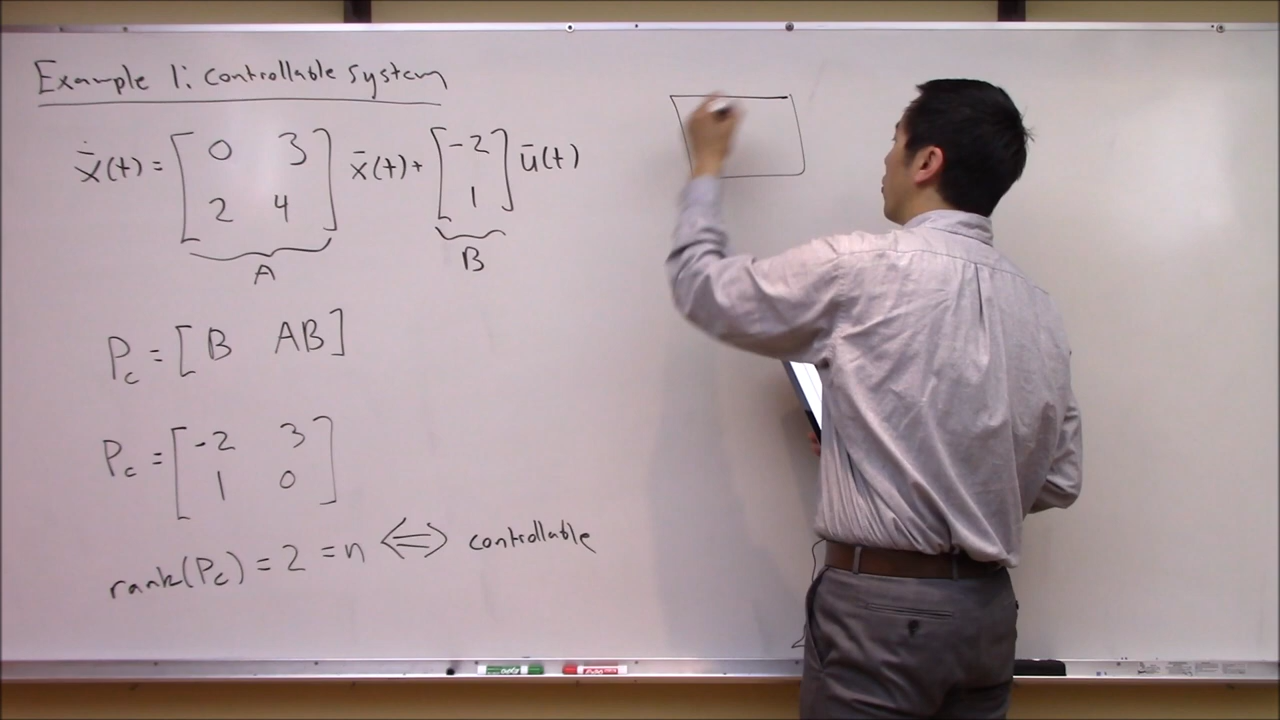 Example 1: Controllable System
ẋ̄(t) = [0 3; 2 4] x̄(t) + [-2; 1] ū(t)
A B
Pc = [B AB]
Pc = [-2 3; 1 0]
rank(Pc) = 2 = n ⟺ controllable